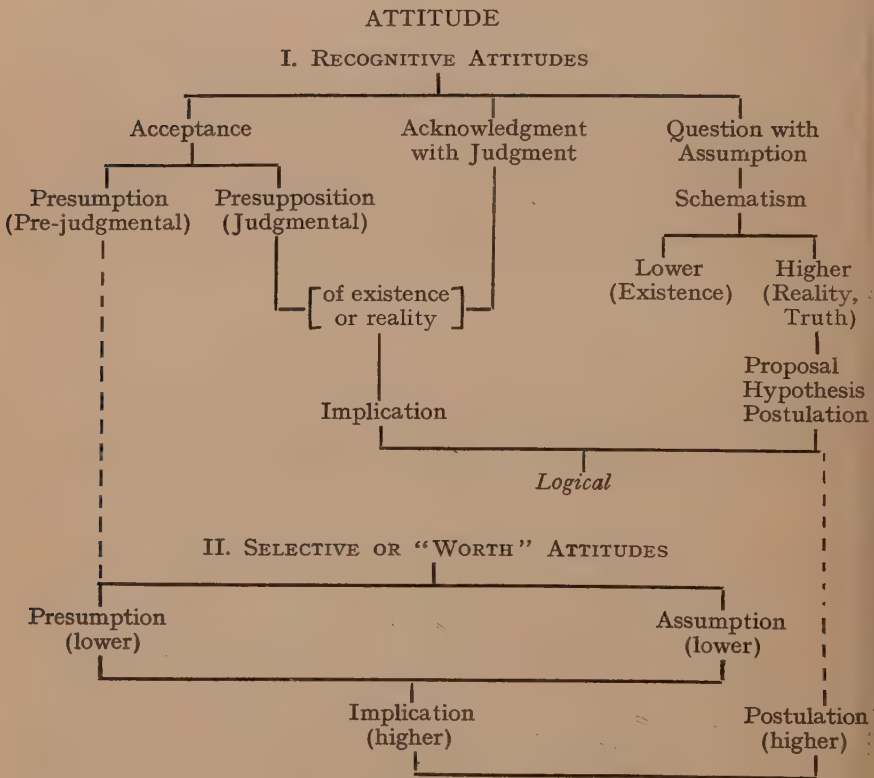 ATTITUDE
I. RECOGNITIVE ATTITUDES
Acceptance
Acknowledgment
with Judgment
Question with
Assumption
Presumption
(Pre-judgmental)
Presupposition
(Judgmental)
Schematism
of existence
or reality
Lower
(Existence)
Higher
(Reality,
Truth)
Proposal
Hypothesis
Postulation
Implication
Logical
II. SELECTIVE OR "WORTH" ATTITUDES
Presumption
(lower)
Assumption
(lower)
Implication
(higher)
Postulation
(higher)